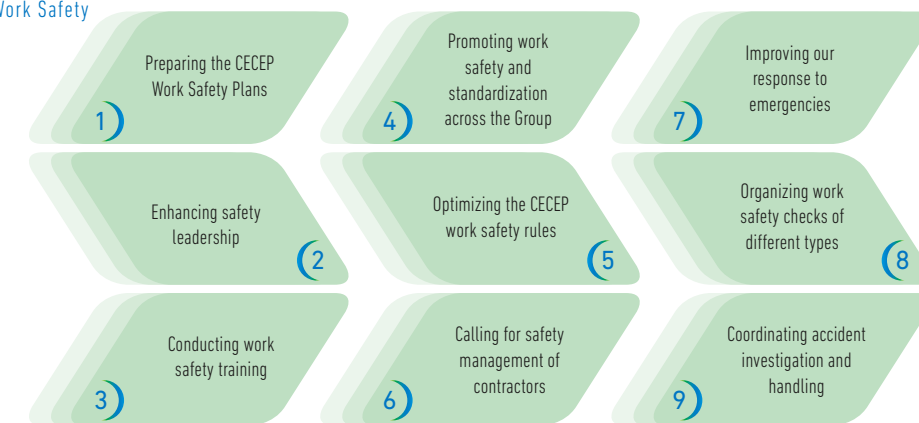 Work Safety
Preparing the CECEP
Work Safety Plans
1
Enhancing safety
leadership
2
Conducting work
safety training
3
Promoting work
safety and
standardization
across the Group
4
Optimizing the CECEP
work safety rules
5
Calling for safety
management of
contractors
6
Improving our
response to
emergencies
7
Organizing work
safety checks of
different types
8
Coordinating accident
investigation and
handling
9